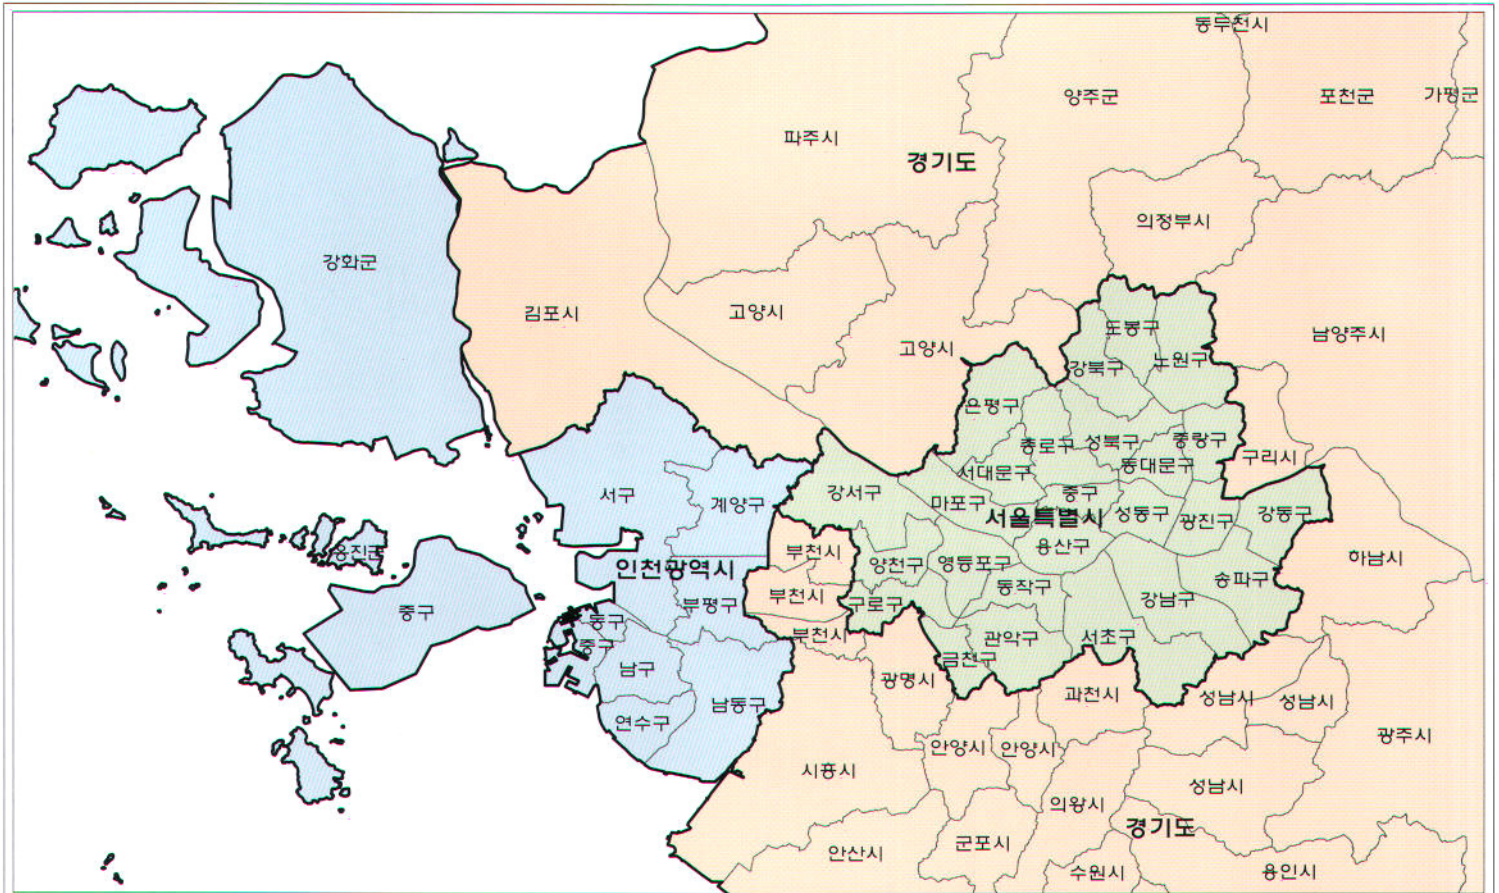 동두천시
양주군
포천군
가평군
파주시
경기도
의정부시
강화군
김포시
고양시
고양시
남양주시
도봉구
노원구
강북구
은평구
종로구
성북구
중랑구
구리시
서대문구
동대문구
서구
계양구
강서구
마포구
중구
서울특별시
성동구
광진구
강동구
옹진군
부천시
용산구
하남시
인천광역시
양천구
영등포구
동작구
송파구
중구
부천시
구로구
부평구
강남구
동구
중구
부천시
관악구
서초구
금천구
남구
광명시
과천시
성남시
성남시
남동구
연수구
광주시
안양시
안양시
시흥시
성남시
의왕시
경기도
안산시
군포시
수원시
용인시